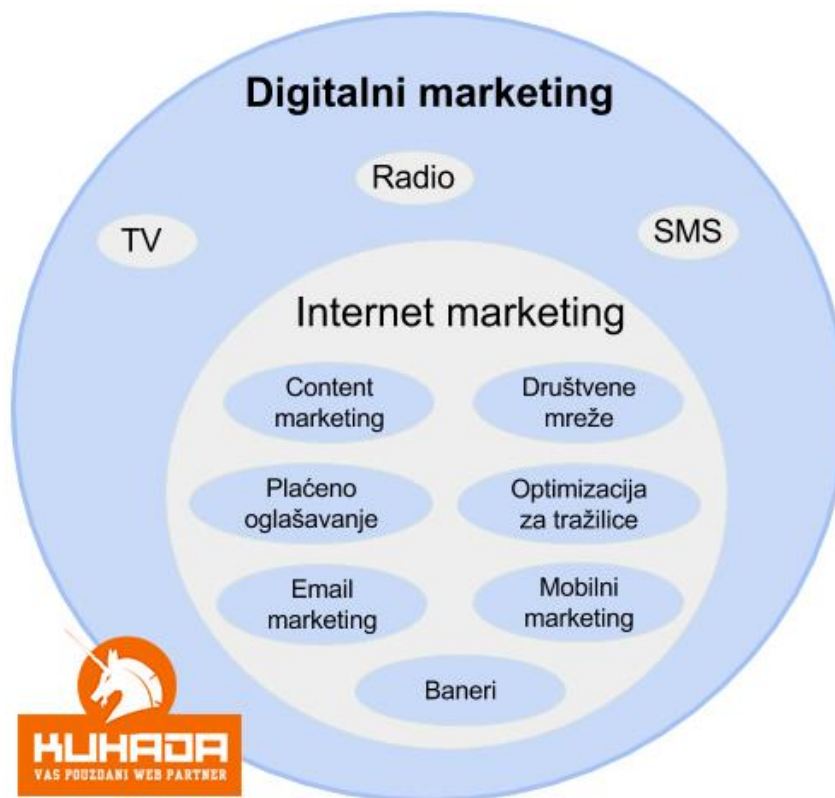 Digitalni marketing
Radio
TV
SMS
Internet marketing
Content
marketing
Društvene
mreže
Plaćeno
oglašavanje
Optimizacija
za tražilice
Email
marketing
Mobilni
marketing
Baneri
KUHADA
VAS POUZDANI WEB PARTNER